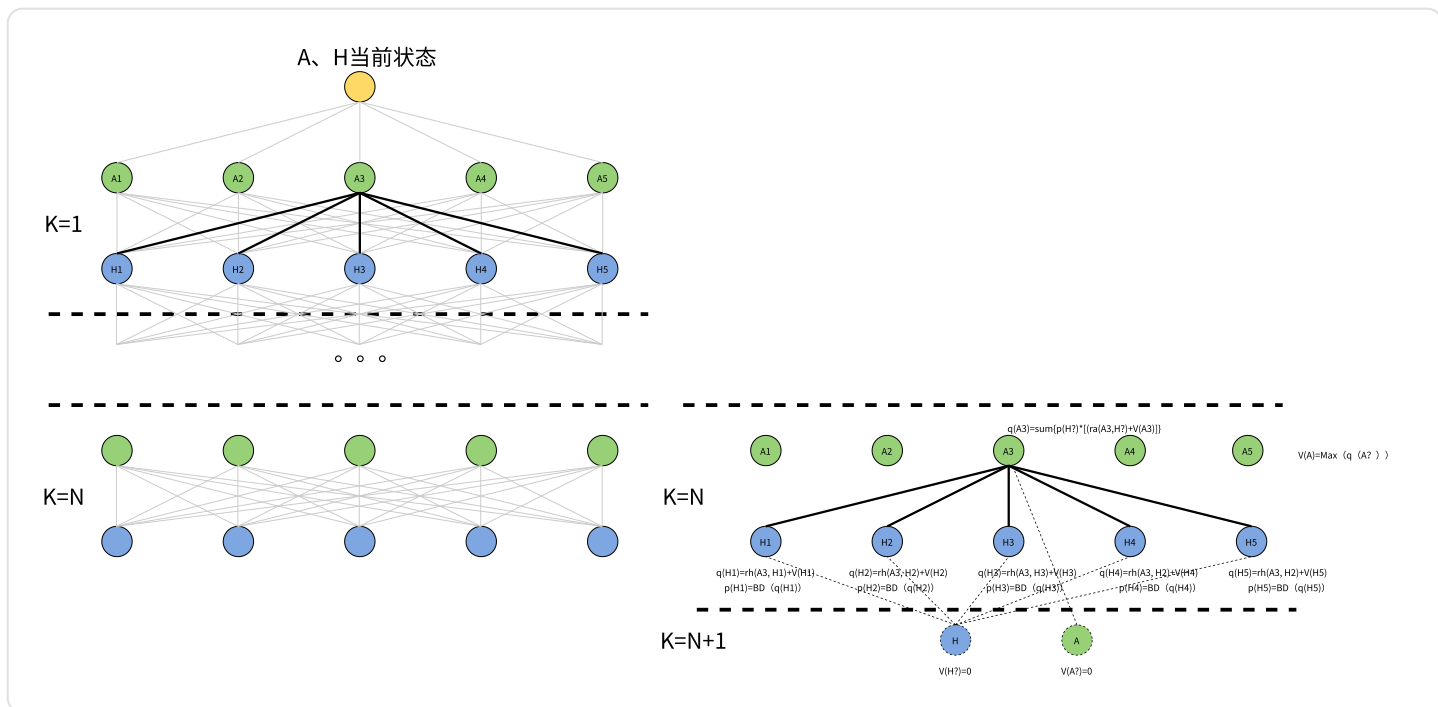 A、H当前状态
A1 A2 A3 A4 A5
K=1
H1 H2 H3 H4 H5
K=N
q(A3)=sum{p(H?)*[(ra(A3,H?)+V(A3)]}
A1 A2 A3 A4 A5
V(A)=Max（q（A？））
K=N
H1 H2 H3 H4 H5
q(H1)=rh(A3, H1)+V(H1) q(H2)=rh(A3, H2)+V(H2) q(H3)=rh(A3, H3)+V(H3) q(H4)=rh(A3, H2)+V(H4) q(H5)=rh(A3, H2)+V(H5)
p(H1)=BD（q(H1)） p(H2)=BD（q(H2)） p(H3)=BD（q(H3)） p(H4)=BD（q(H4)） p(H5)=BD（q(H5)）
K=N+1
H A
V(H?)=0 V(A?)=0